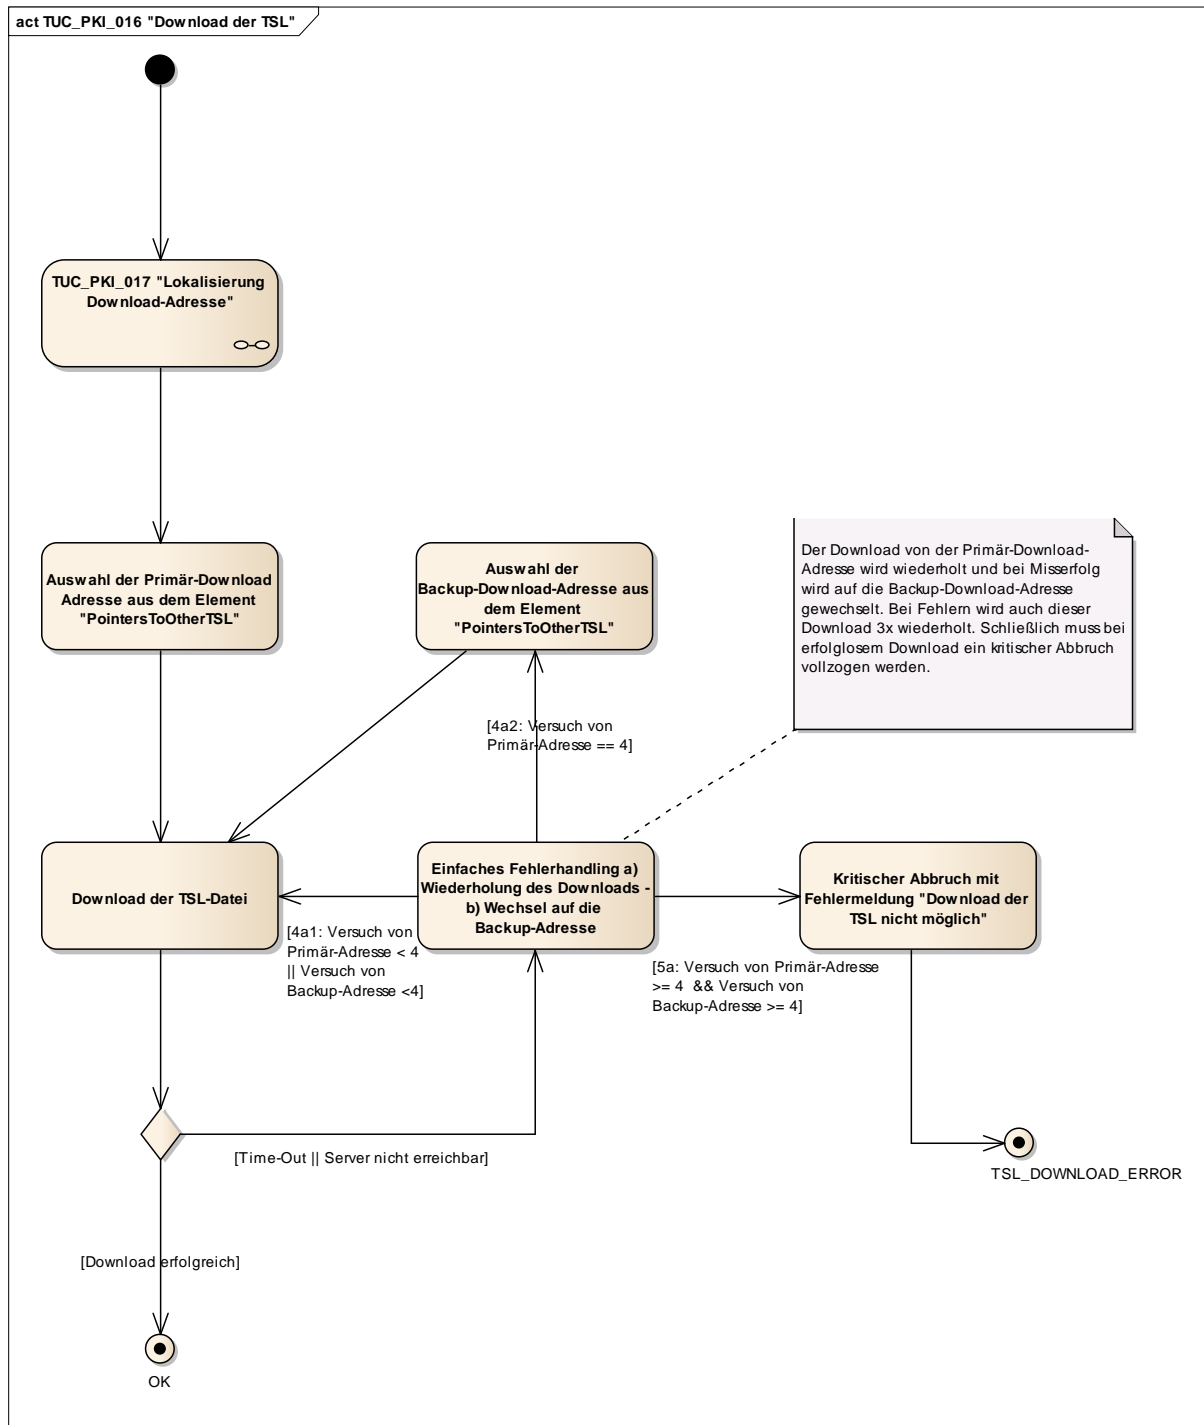 act TUC_PKI_016 "Download der TSL"
TUC_PKI_017 "Lokalisierung
Download-Adresse"
Auswahl der Primär-Download
Adresse aus dem Element
"PointersToOtherTSL"
Auswahl der
Backup-Download-Adresse aus
dem Element
"PointersToOtherTSL"
Der Download von der Primär-Download-
Adresse wird wiederholt und bei Misserfolg
wird auf die Backup-Download-Adresse
gewechselt. Bei Fehlern wird auch dieser
Download 3x wiederholt. Schließlich muss bei
erfolglosem Download ein kritischer Abbruch
vollzogen werden.
[4a2: Versuch von
Primär-Adresse == 4]
Download der TSL-Datei
Einfaches Fehlerhandling a)
Wiederholung des Downloads -
b) Wechsel auf die
Backup-Adresse
Kritischer Abbruch mit
Fehlermeldung "Download der
TSL nicht möglich"
[4a1: Versuch von
Primär-Adresse < 4
|| Versuch von
Backup-Adresse <4]
[5a: Versuch von Primär-Adresse
>= 4 && Versuch von
Backup-Adresse >= 4]
[Time-Out || Server nicht erreichbar]
TSL_DOWNLOAD_ERROR
[Download erfolgreich]
OK